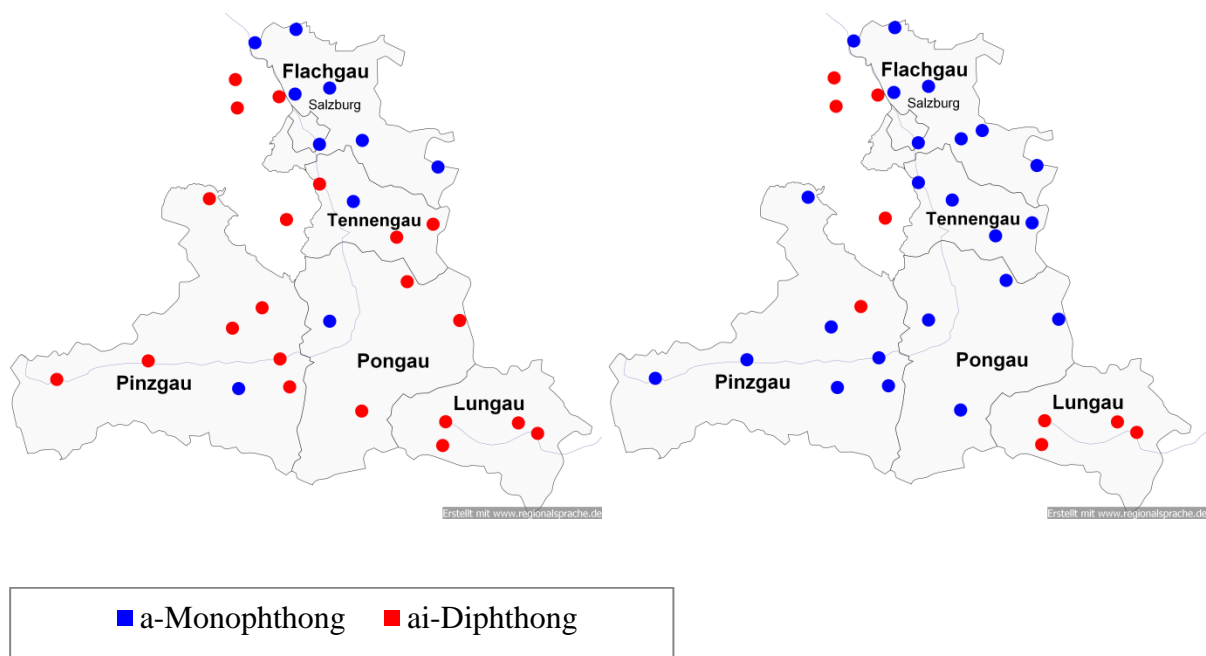 Flachgau
Salzburg
Tennengau
Pongau
Pinzgau
Lungau
Erstellt mit www.regionalsprache.de
Flachgau
Salzburg
Tennengau
Pongau
Pinzgau
Lungau
Erstellt mit www.regionalsprache.de
a-Monophthong ai-Diphthong